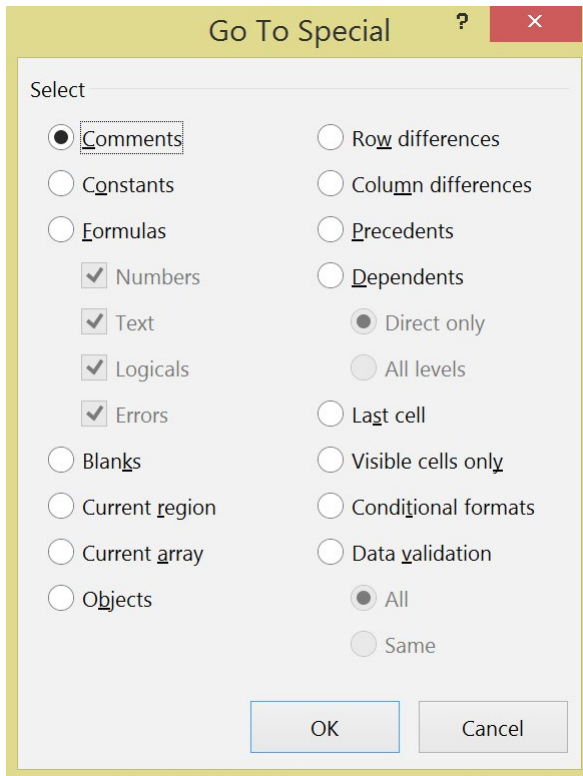 Go To Special ? ×
Select
Comments
Constants
Formulas
Numbers
Text
Logicals
Errors
Blanks
Current region
Current array
Objects
Row differences
Column differences
Precedents
Dependents
Direct only
All levels
Last cell
Visible cells only
Conditional formats
Data validation
All
Same
OK
Cancel